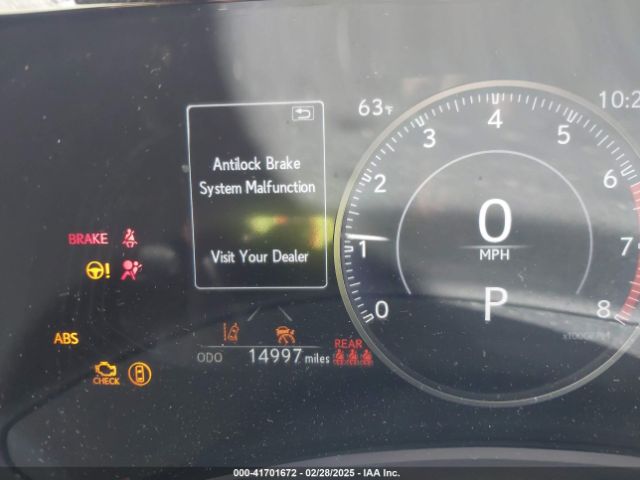 63°F
10:2
Antilock Brake
System Malfunction
Visit Your Dealer
BRAKE
!
ABS
CHECK
ODO 14997 miles
REAR
0
1
2
3
4
5
6
7
8
0
MPH
P
000-41701672 - 02/28/2025 - IAA Inc.